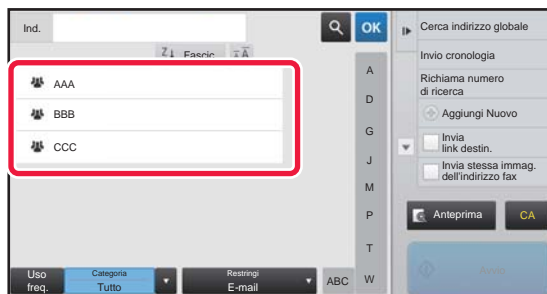 Ind.
OK
Fascic.
AAA
BBB
CCC
A
D
G
J
M
P
T
W
ABC
Uso
freq.
Categoria
Tutto
Restringi
E-mail
Cerca indirizzo globale
Invio cronologia
Richiama numero
di ricerca
Aggiungi Nuovo
Invia
link destin.
Invia stessa immag.
dell'indirizzo fax
Anteprima
CA
Avvio